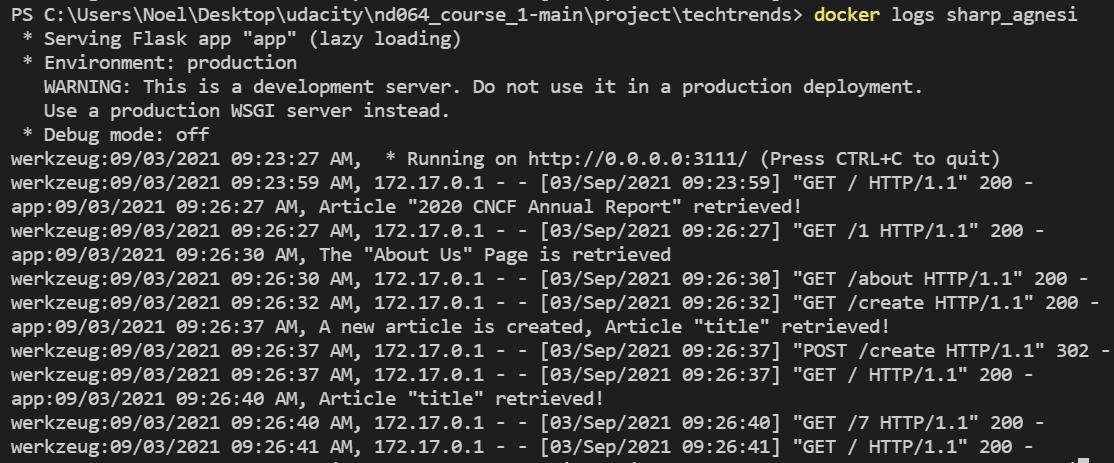 PS C:\Users\Noel\Desktop\udacity\nd064_course_1-main\project\techtrends> docker logs sharp_agnesi
 * Serving Flask app "app" (lazy loading)
 * Environment: production
   WARNING: This is a development server. Do not use it in a production deployment.
   Use a production WSGI server instead.
 * Debug mode: off
werkzeug:09/03/2021 09:23:27 AM,  * Running on http://0.0.0.0:3111/ (Press CTRL+C to quit)
werkzeug:09/03/2021 09:23:59 AM, 172.17.0.1 - - [03/Sep/2021 09:23:59] "GET / HTTP/1.1" 200 -
app:09/03/2021 09:26:27 AM, Article "2020 CNCF Annual Report" retrieved!
werkzeug:09/03/2021 09:26:27 AM, 172.17.0.1 - - [03/Sep/2021 09:26:27] "GET /1 HTTP/1.1" 200 -
app:09/03/2021 09:26:30 AM, The "About Us" Page is retrieved
werkzeug:09/03/2021 09:26:30 AM, 172.17.0.1 - - [03/Sep/2021 09:26:30] "GET /about HTTP/1.1" 200 -
werkzeug:09/03/2021 09:26:32 AM, 172.17.0.1 - - [03/Sep/2021 09:26:32] "GET /create HTTP/1.1" 200 -
app:09/03/2021 09:26:37 AM, A new article is created, Article "title" retrieved!
werkzeug:09/03/2021 09:26:37 AM, 172.17.0.1 - - [03/Sep/2021 09:26:37] "POST /create HTTP/1.1" 302 -
werkzeug:09/03/2021 09:26:37 AM, 172.17.0.1 - - [03/Sep/2021 09:26:37] "GET / HTTP/1.1" 200 -
app:09/03/2021 09:26:40 AM, Article "title" retrieved!
werkzeug:09/03/2021 09:26:40 AM, 172.17.0.1 - - [03/Sep/2021 09:26:40] "GET /7 HTTP/1.1" 200 -
werkzeug:09/03/2021 09:26:41 AM, 172.17.0.1 - - [03/Sep/2021 09:26:41] "GET / HTTP/1.1" 200 -